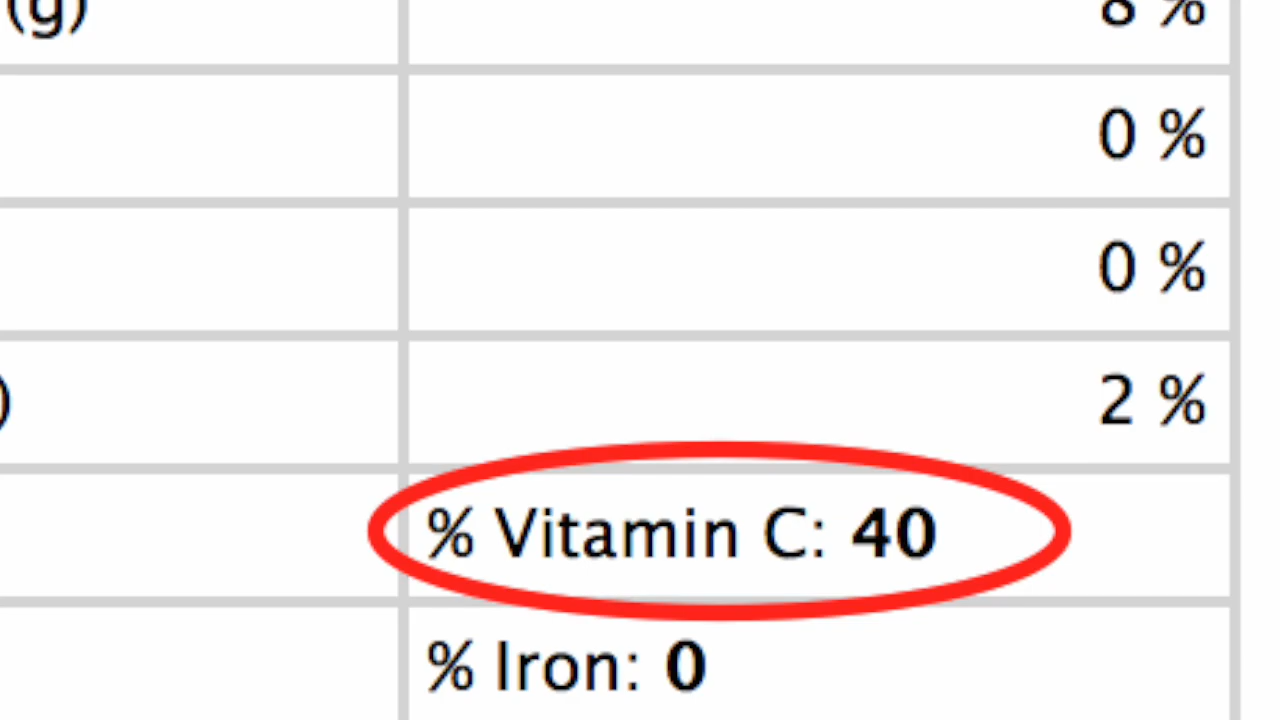 (g) 8 %
0 %
0 %
) 2 %
% Vitamin C: 40
% Iron: 0